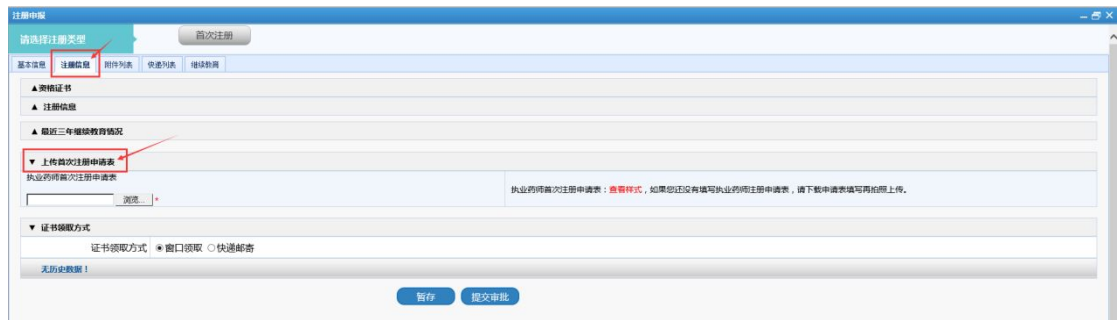 注册申报
请选择注册类型 首次注册
基本信息 注册信息 附件列表 快递列表 继续教育
▲资格证书
▲ 注册信息
▲ 最近三年继续教育情况
▼ 上传首次注册申请表
执业药师首次注册申请表
浏览... *
执业药师首次注册申请表：查看样式，如果您还没有填写执业药师注册申请表，请下载申请表填写再拍照上传。
▼ 证书领取方式
证书领取方式 窗口领取 快递邮寄
无历史数据！
暂存 提交审批